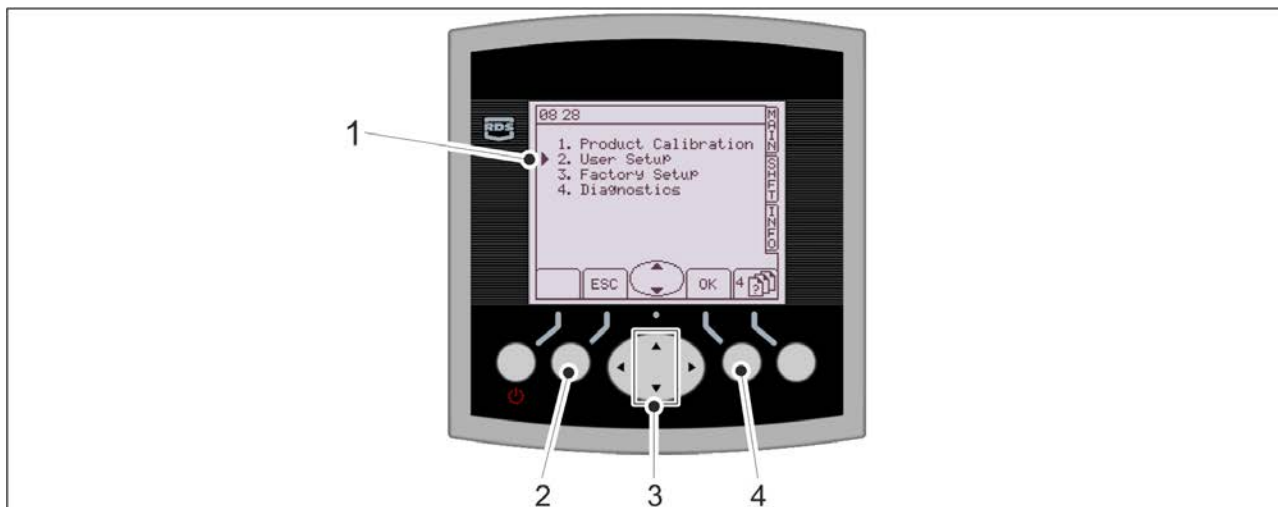 RDS
08 28
1. Product Calibration
2. User Setup
3. Factory Setup
4. Diagnostics
MAIN
SHFT
INFO
ESC
OK
4
?
1
2
3
4